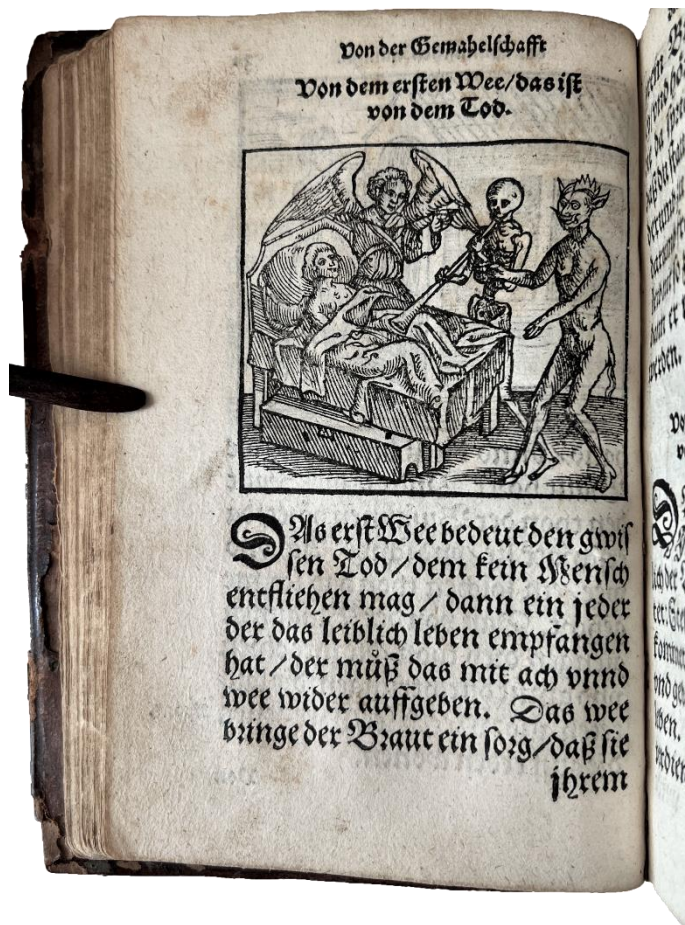 Von der Gemahelschafft
Von dem ersten Wee/das ist
von dem Tod.
DAs erst Wee bedeut den gwis
sen Tod/dem kein Mensch
entfliehen mag/dann ein jeder
der das leiblich leben empfangen
hat/der můß das mit ach vnnd
wee wider auffgeben. Das wee
bringe der Braut ein sorg/daß sie
jhrem